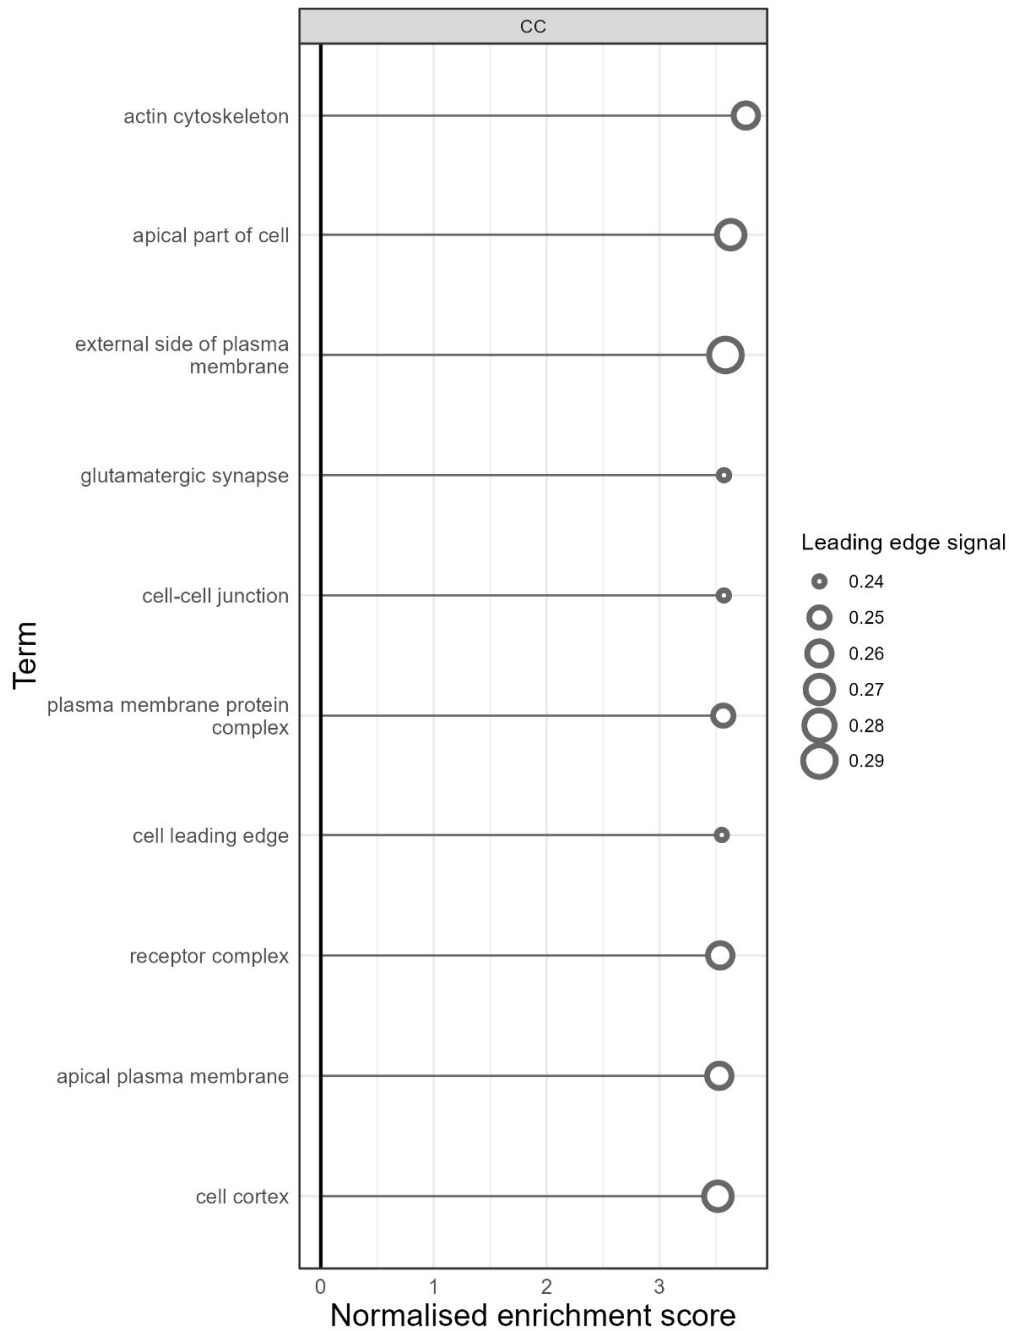 CC
actin cytoskeleton
apical part of cell
external side of plasma
membrane
glutamatergic synapse
cell-cell junction
plasma membrane protein
complex
cell leading edge
receptor complex
apical plasma membrane
cell cortex
Term
0 1 2 3
Normalised enrichment score
Leading edge signal
0.24
0.25
0.26
0.27
0.28
0.29